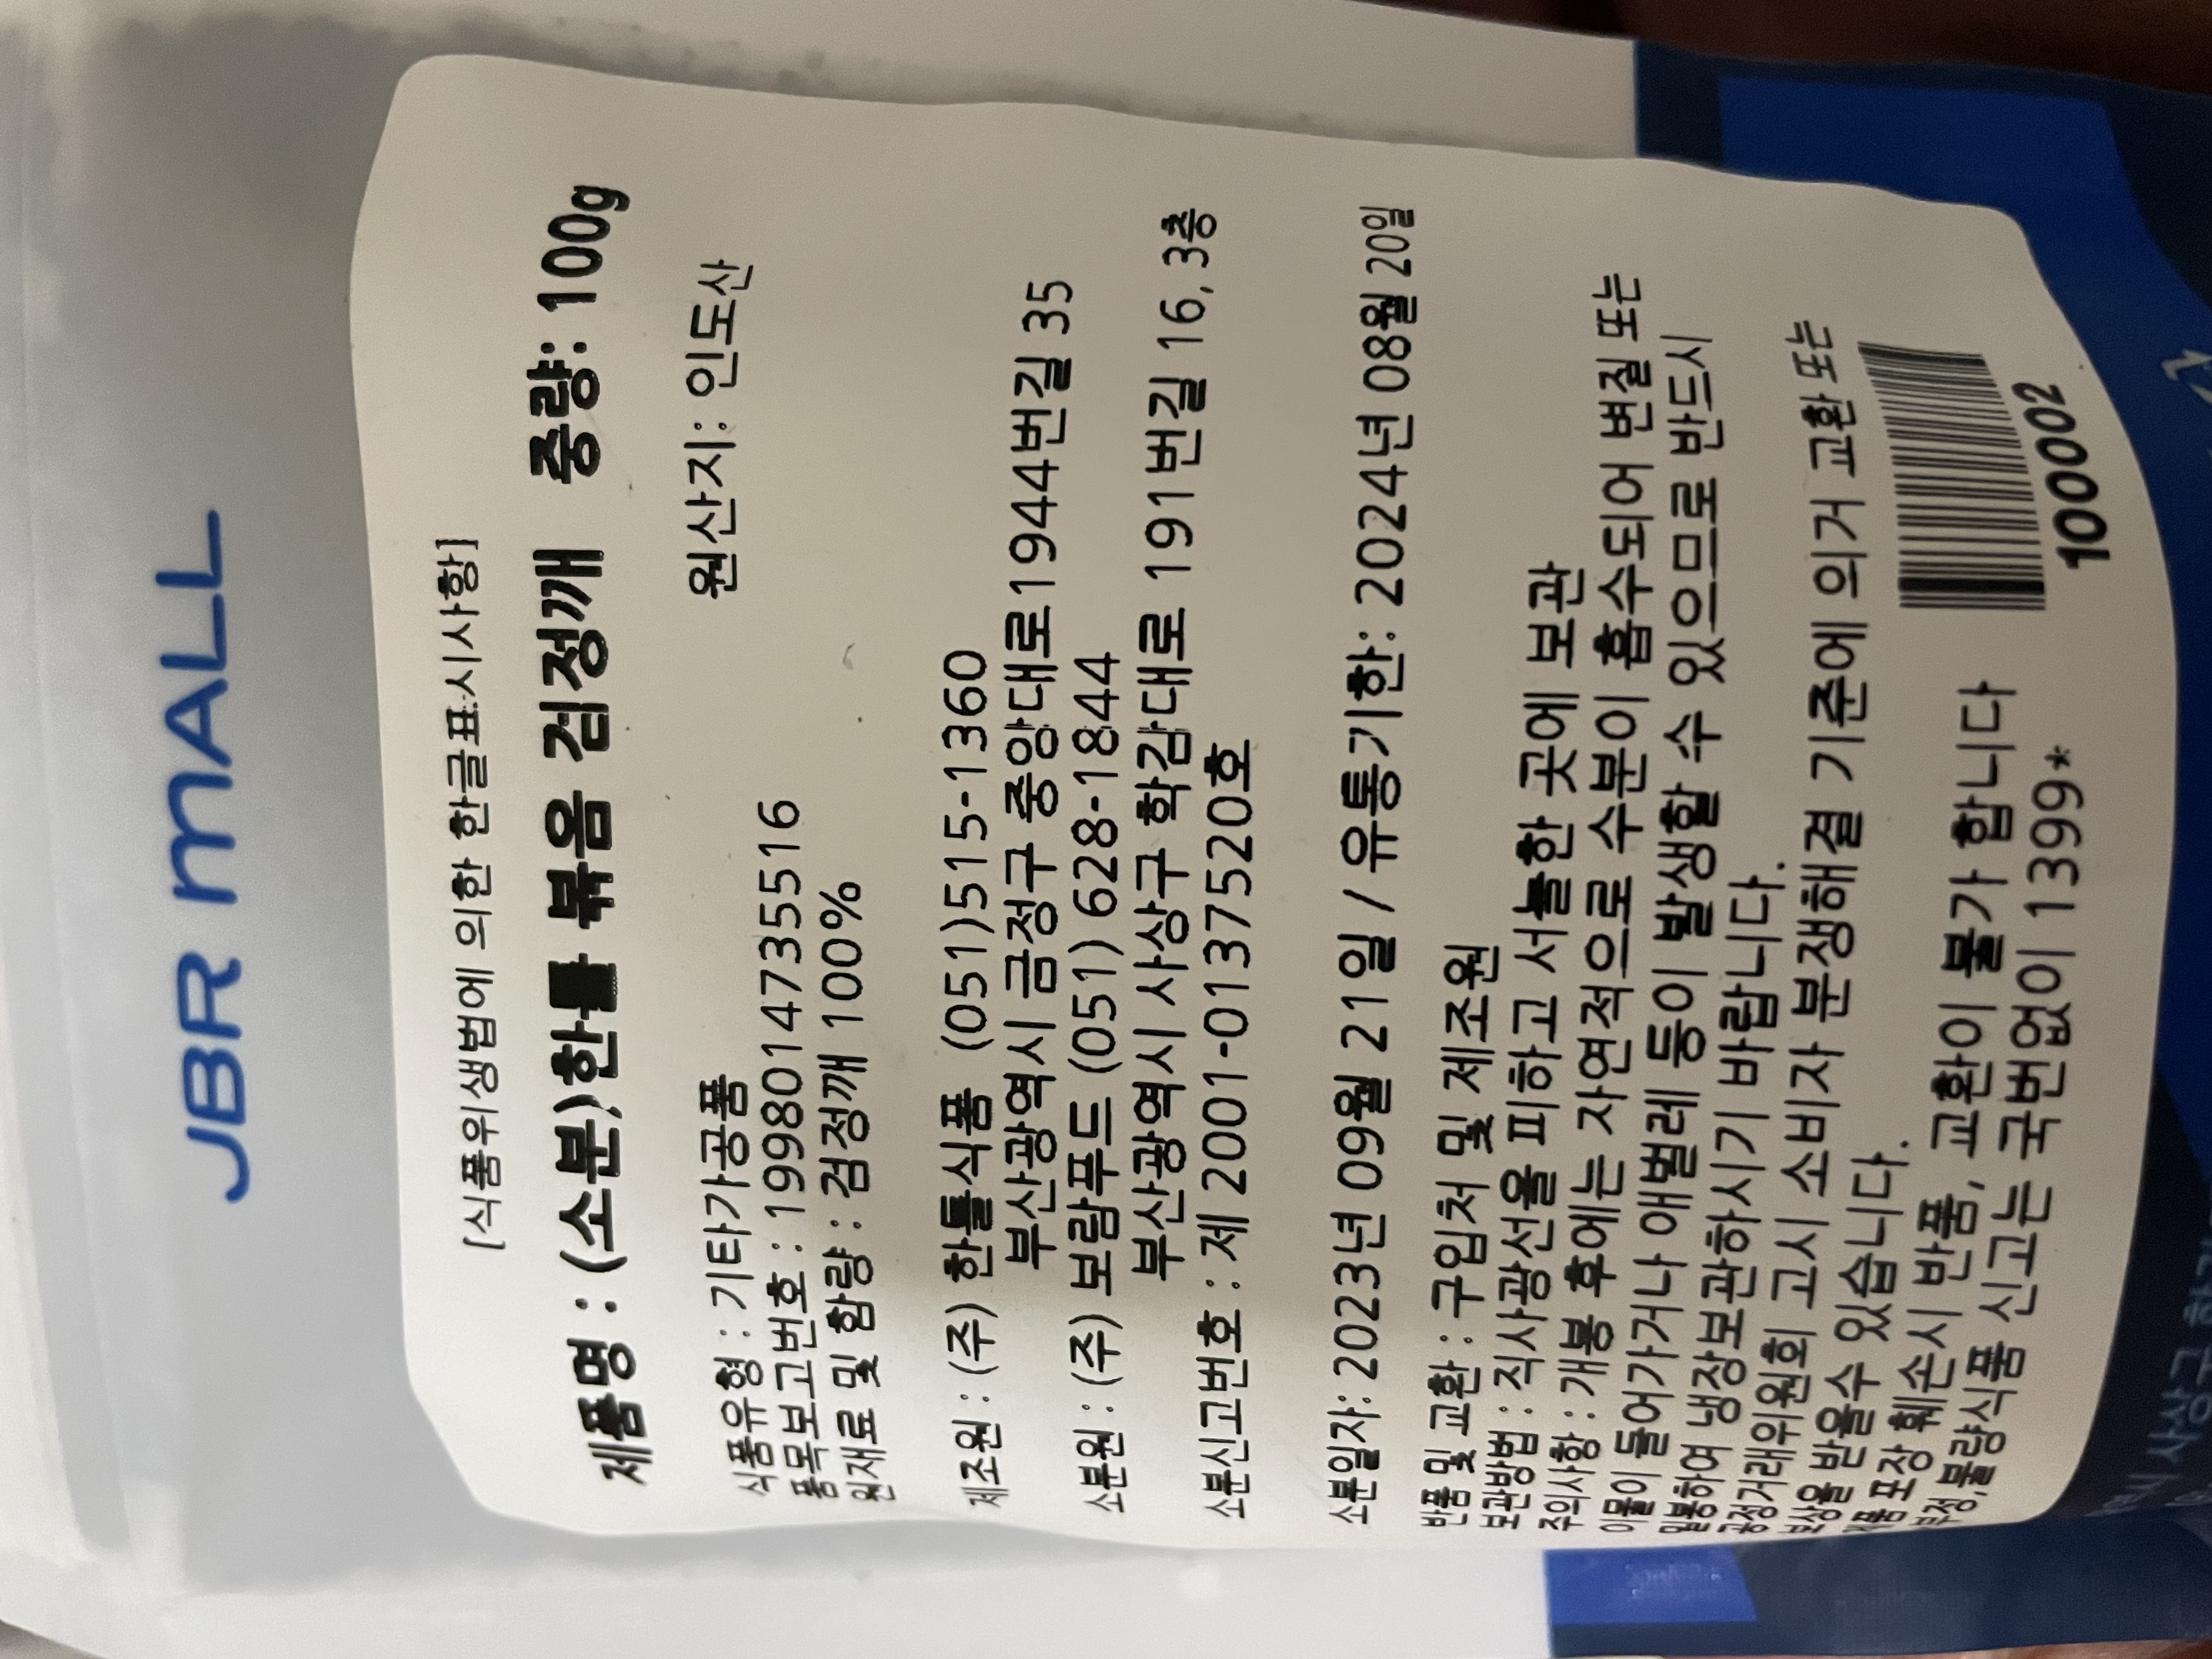 JBR mALL
[식품위생법에 의한 한글표시사항]
제품명 : (소분)한틀 볶음 검정깨 중량: 100g
식품유형 : 기타가공품 원산지: 인도산
품목보고번호 : 19980147355516
원재료 및 함량 : 검정깨 100%
제조원 : (주) 한틀식품 (051)515-1360
부산광역시 금정구 중앙대로1944번길 35
소분원 : (주) 보람푸드 (051) 628-1844
부산광역시 사상구 학감대로 191번길 16, 3층
소분신고번호 : 제 2001-0137520호
소분일자: 2023년 09월 21일 / 유통기한: 2024년 08월 20일
반품 및 교환 : 구입처 및 제조원
보관방법 : 직사광선을 피하고 서늘한 곳에 보관
주의사항 : 개봉 후에는 자연적으로 수분이 흡수되어 변질 또는
이물이 들어가거나 애벌레 등이 발생할 수 있으므로 반드시
밀봉하여 냉장보관하시기 바랍니다.
공정거래위원회 고시 소비자 분쟁해결 기준에 의거 교환 또는
보상을 받을수 있습니다.
포장 훼손시 반품, 교환이 불가 합니다
부정,불량식품 신고는 국번없이 1399*
100002
사상구